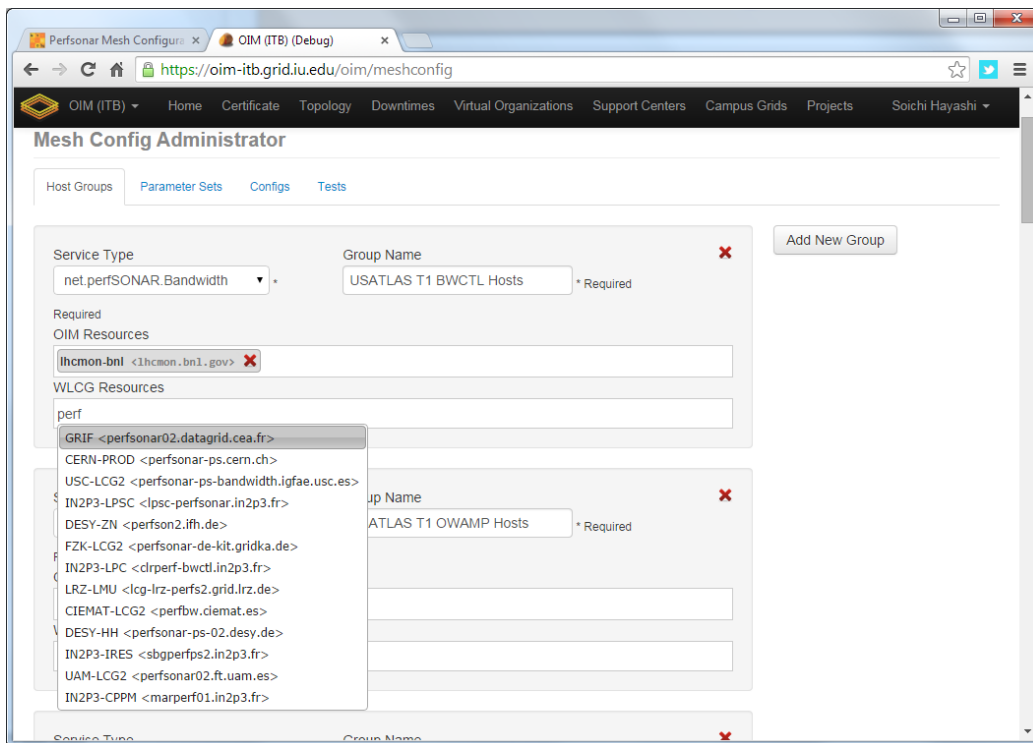 Perfsonar Mesh Configura
OIM (ITB) (Debug)
https://oim-itb.grid.iu.edu/oim/meshconfig
OIM (ITB) Home Certificate Topology Downtimes Virtual Organizations Support Centers Campus Grids Projects Soichi Hayashi
Mesh Config Administrator
Host Groups Parameter Sets Configs Tests
Add New Group
Service Type Group Name
net.perfSONAR.Bandwidth * USATLAS T1 BWCTL Hosts * Required
Required
OIM Resources
lhcmon-bnl <lhcmon.bnl.gov>
WLCG Resources
perf
GRIF <perfsonar02.datagrid.cea.fr>
CERN-PROD <perfsonar-ps.cern.ch>
USC-LCG2 <perfsonar-ps-bandwidth.igfae.usc.es>
IN2P3-LPSC <lpsc-perfsonar.in2p3.fr>
DESY-ZN <perfson2.ifh.de>
FZK-LCG2 <perfsonar-de-kit.gridka.de>
IN2P3-LPC <clrperf-bwctl.in2p3.fr>
LRZ-LMU <lcg-lrz-perfs2.grid.lrz.de>
CIEMAT-LCG2 <perfbw.ciemat.es>
DESY-HH <perfsonar-ps-02.desy.de>
IN2P3-IRES <sbgperfps2.in2p3.fr>
UAM-LCG2 <perfsonar02.ft.uam.es>
IN2P3-CPPM <marperf01.in2p3.fr>
up Name
ATLAS T1 OWAMP Hosts * Required
Service Type Group Name